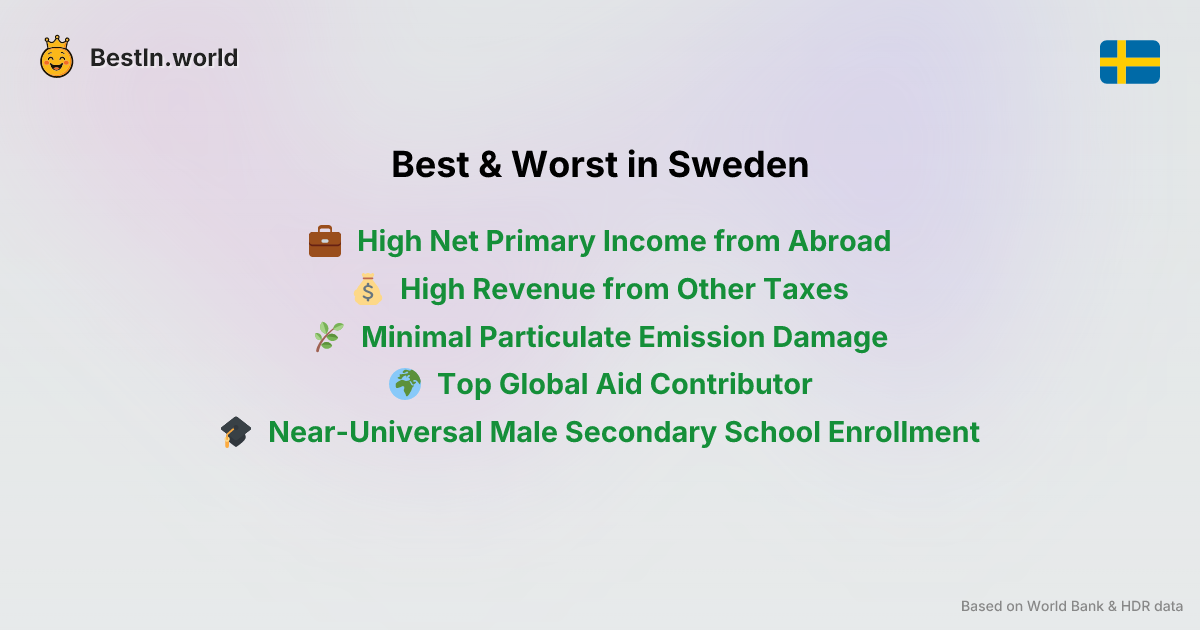 BestIn.world
Best & Worst in Sweden
High Net Primary Income from Abroad
High Revenue from Other Taxes
Minimal Particulate Emission Damage
Top Global Aid Contributor
Near-Universal Male Secondary School Enrollment
Based on World Bank & HDR data